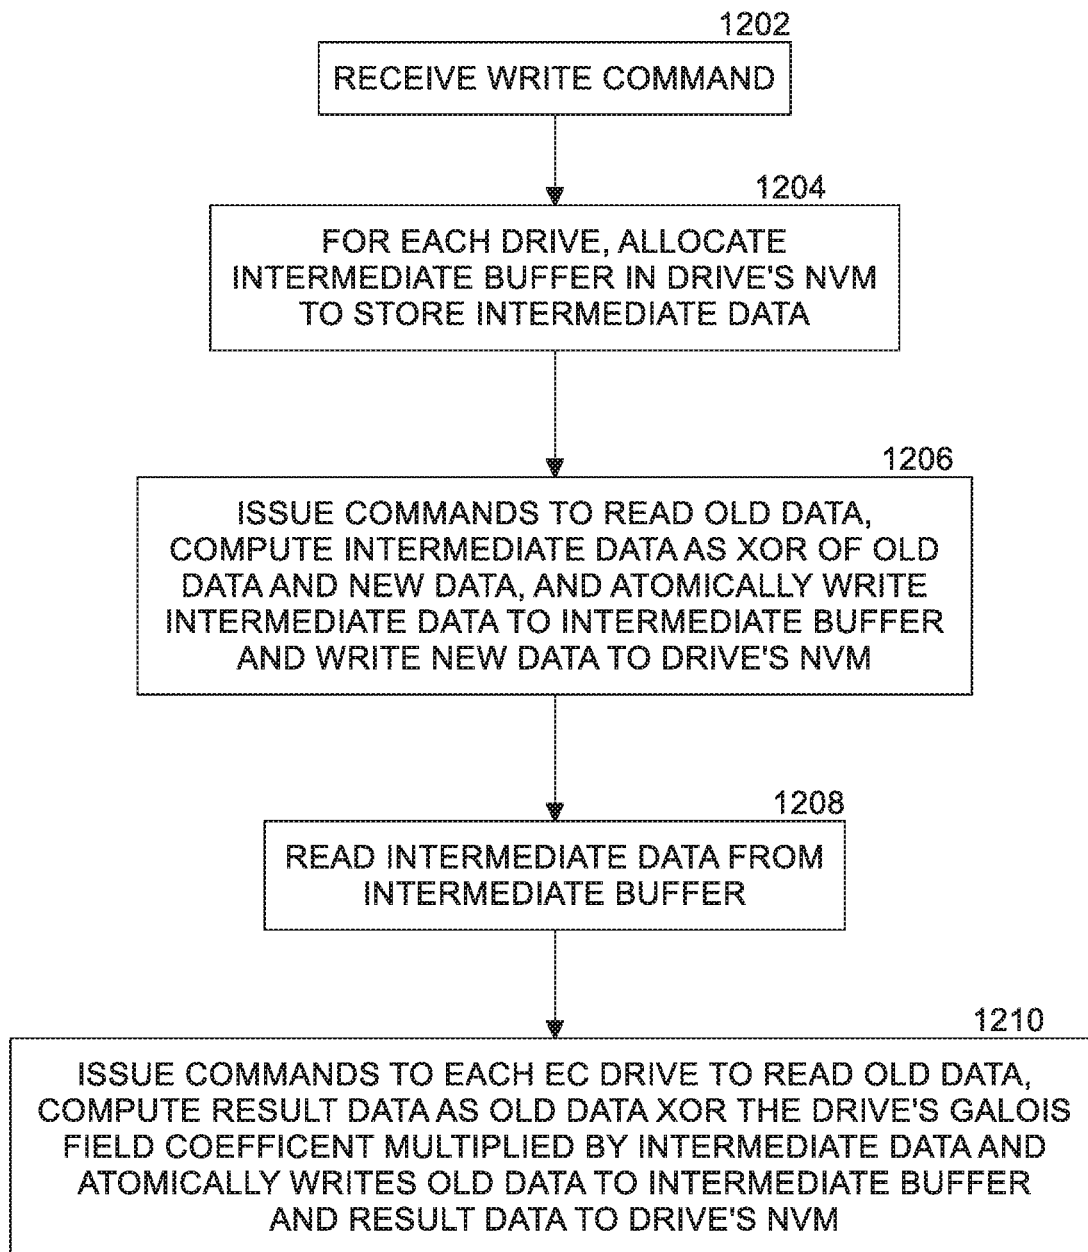 1202
RECEIVE WRITE COMMAND
1204
FOR EACH DRIVE, ALLOCATE
INTERMEDIATE BUFFER IN DRIVE'S NVM
TO STORE INTERMEDIATE DATA
1206
ISSUE COMMANDS TO READ OLD DATA,
COMPUTE INTERMEDIATE DATA AS XOR OF OLD
DATA AND NEW DATA, AND ATOMICALLY WRITE
INTERMEDIATE DATA TO INTERMEDIATE BUFFER
AND WRITE NEW DATA TO DRIVE'S NVM
1208
READ INTERMEDIATE DATA FROM
INTERMEDIATE BUFFER
1210
ISSUE COMMANDS TO EACH EC DRIVE TO READ OLD DATA,
COMPUTE RESULT DATA AS OLD DATA XOR THE DRIVE'S GALOIS
FIELD COEFFICENT MULTIPLIED BY INTERMEDIATE DATA AND
ATOMICALLY WRITES OLD DATA TO INTERMEDIATE BUFFER
AND RESULT DATA TO DRIVE'S NVM